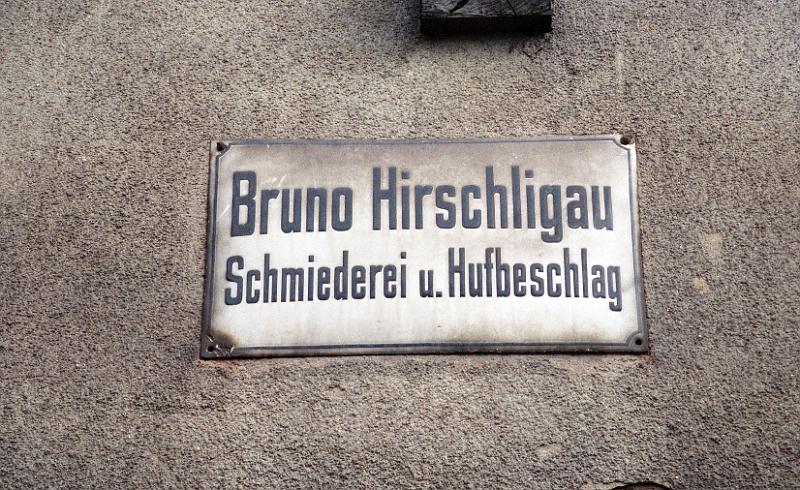 Bruno Hirschligau
Schmiederei u. Hufbeschlag